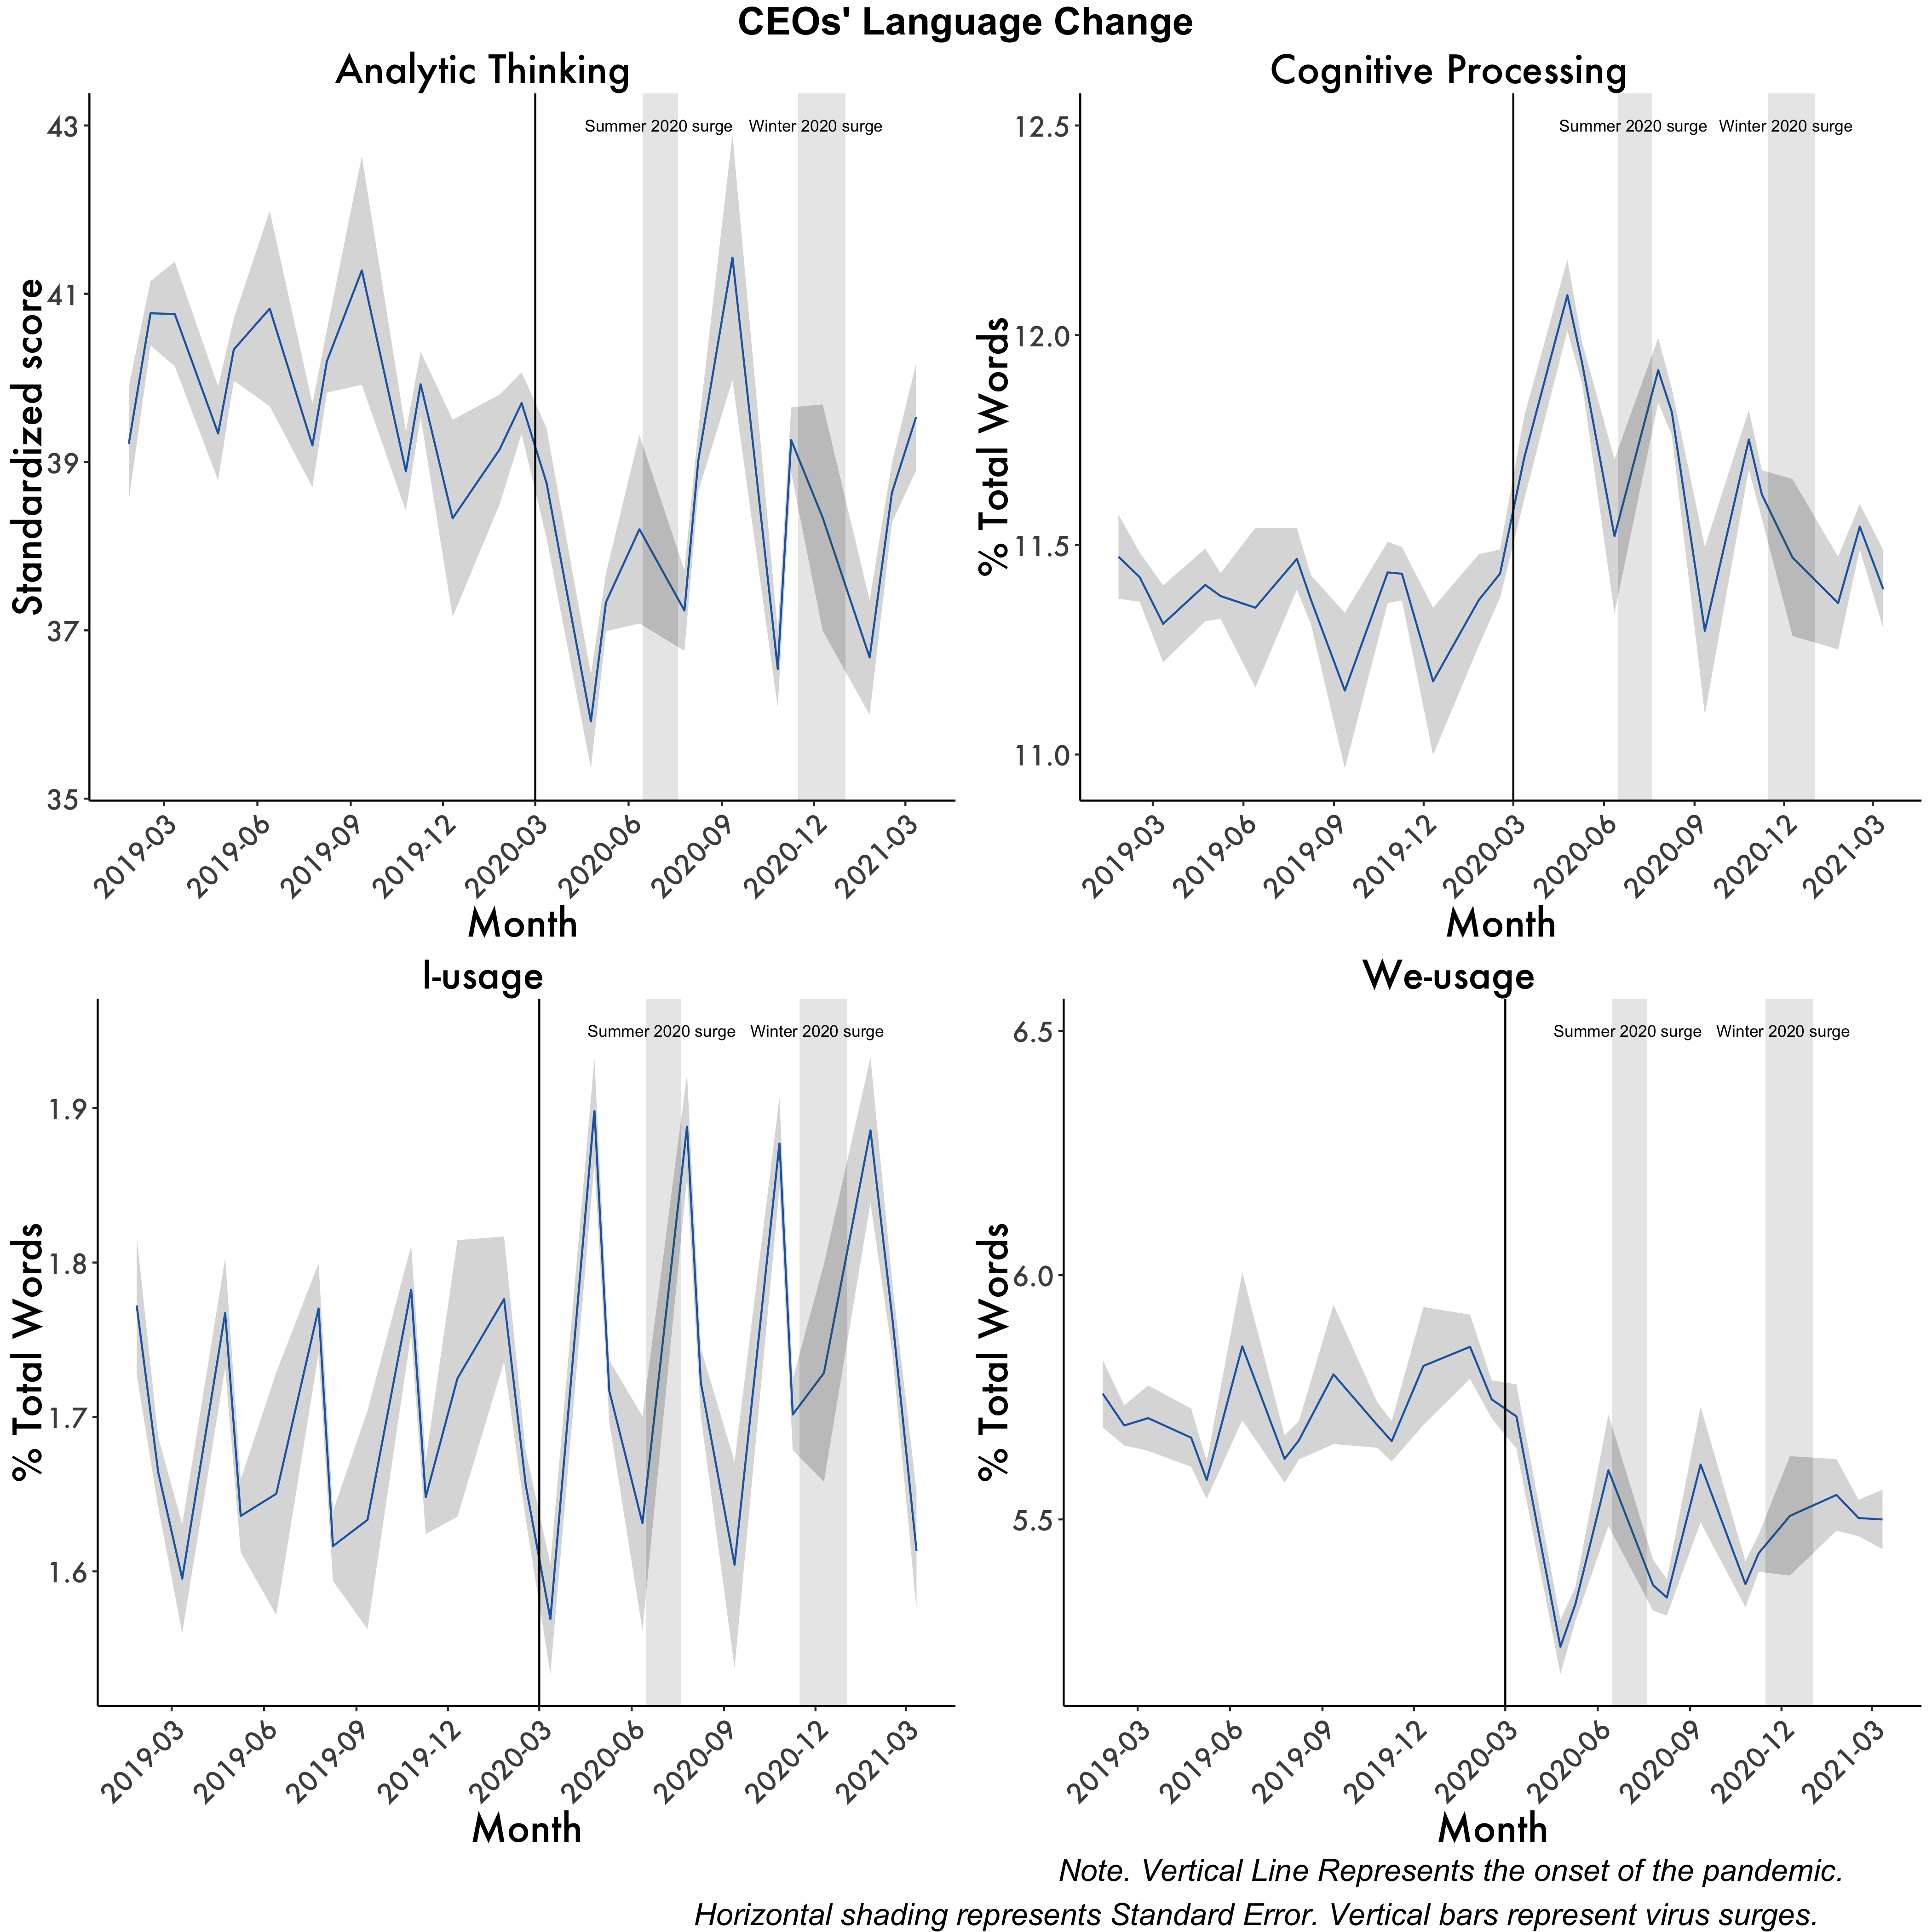 CEOs' Language Change
Analytic Thinking
Standardized score
43
41
39
37
35
Summer 2020 surge
Winter 2020 surge
2019-03
2019-06
2019-09
2019-12
2020-03
2020-06
2020-09
2020-12
2021-03
Month
Cognitive Processing
% Total Words
12.5
12.0
11.5
11.0
Summer 2020 surge
Winter 2020 surge
2019-03
2019-06
2019-09
2019-12
2020-03
2020-06
2020-09
2020-12
2021-03
Month
I-usage
% Total Words
1.9
1.8
1.7
1.6
Summer 2020 surge
Winter 2020 surge
2019-03
2019-06
2019-09
2019-12
2020-03
2020-06
2020-09
2020-12
2021-03
Month
We-usage
% Total Words
6.5
6.0
5.5
Summer 2020 surge
Winter 2020 surge
2019-03
2019-06
2019-09
2019-12
2020-03
2020-06
2020-09
2020-12
2021-03
Month
Note. Vertical Line Represents the onset of the pandemic.
Horizontal shading represents Standard Error. Vertical bars represent virus surges.